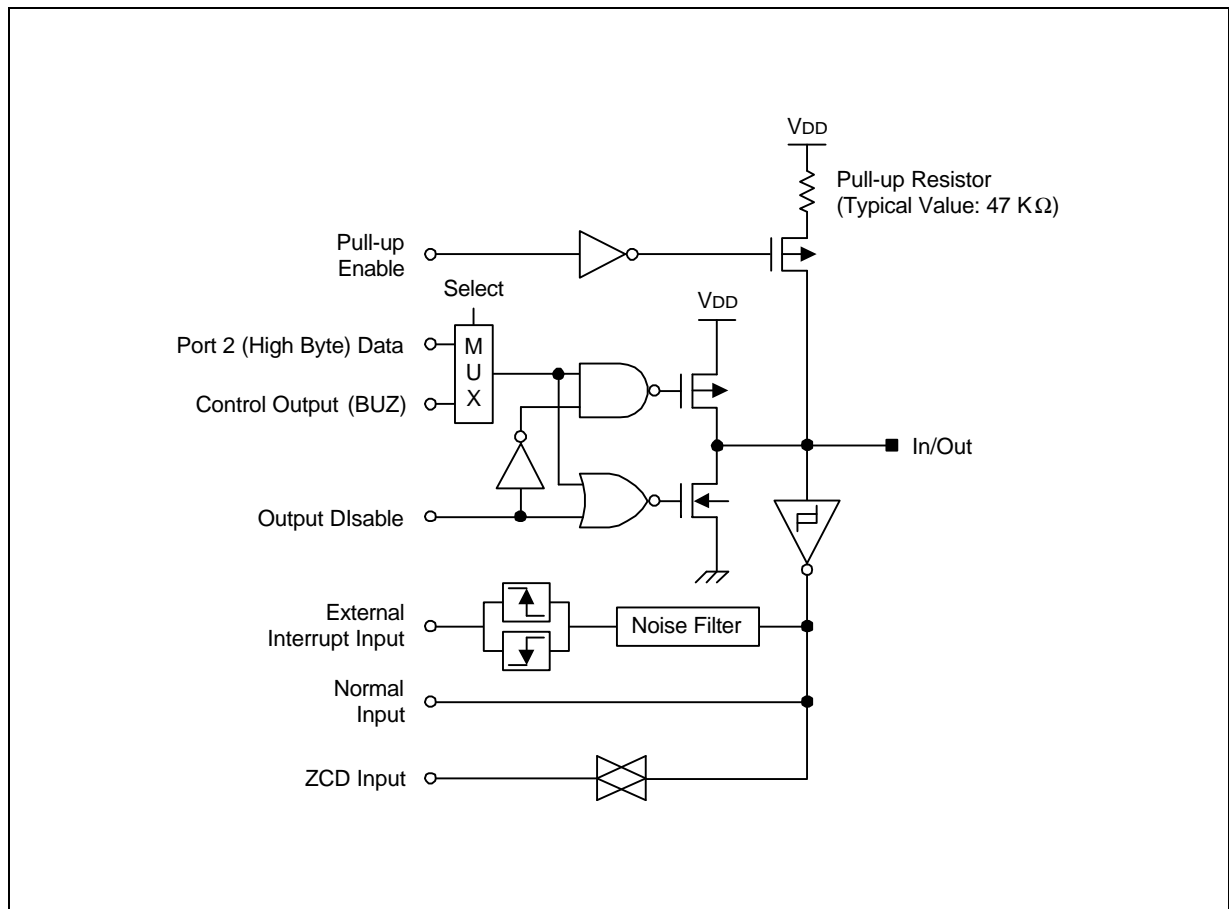 VDD
Pull-up Resistor
(Typical Value: 47 KΩ)
Pull-up
Enable
Select
VDD
Port 2 (High Byte) Data
M
U
X
Control Output (BUZ)
In/Out
Output DIsable
External
Interrupt Input
Noise Filter
Normal
Input
ZCD Input